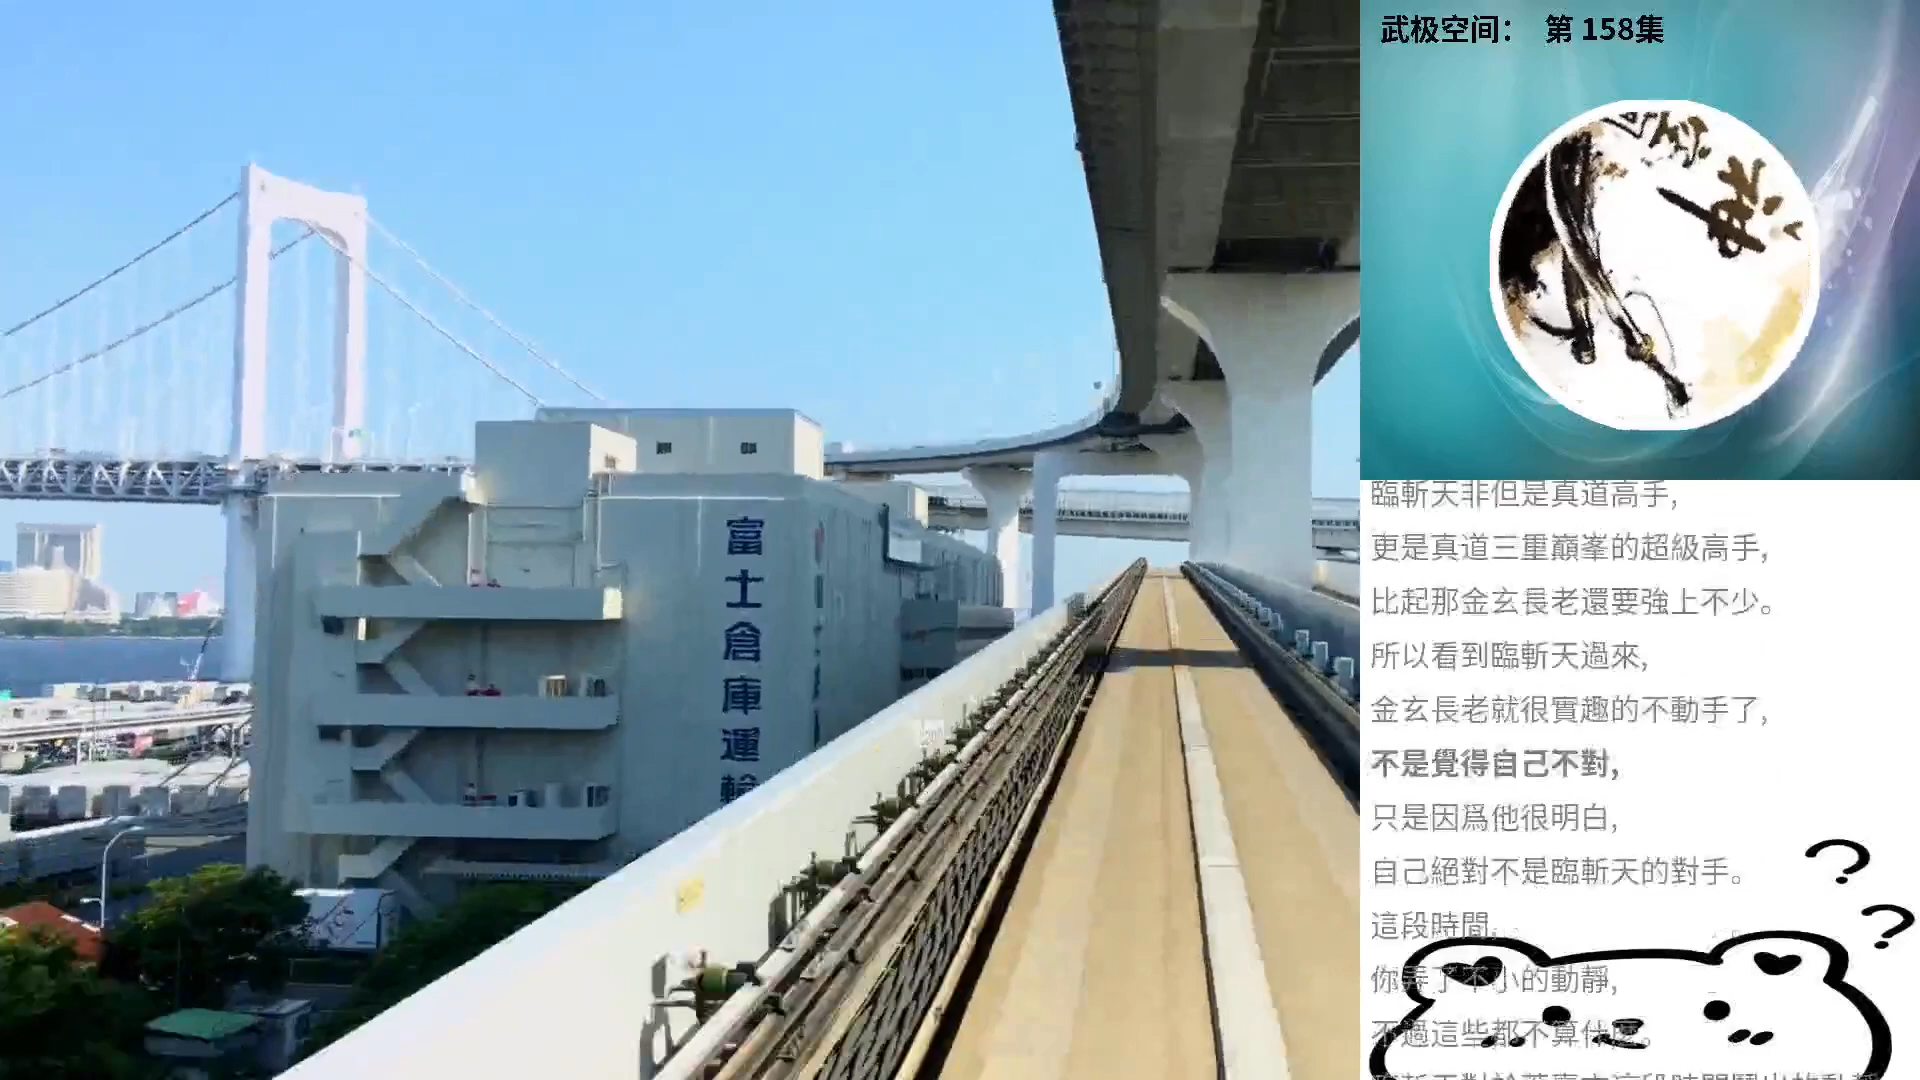 武极空间： 第 158集
富士倉庫運輸
臨斬天非但是真道高手,
更是真道三重巔峯的超級高手,
比起那金玄長老還要強上不少。
所以看到臨斬天過來,
金玄長老就很實趣的不動手了,
不是覺得自己不對,
只是因爲他很明白,
自己絕對不是臨斬天的對手。
這段時間,
你弄了不小的動靜,
不過這些都不算什麼。